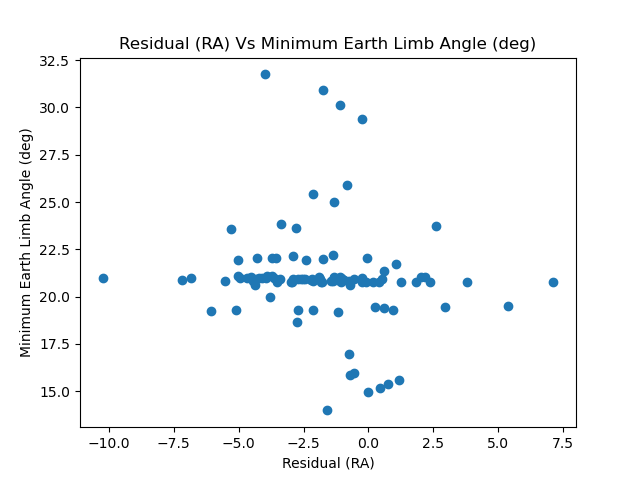 Residual (RA) Vs Minimum Earth Limb Angle (deg)
32.5
30.0
27.5
25.0
22.5
20.0
17.5
15.0
Minimum Earth Limb Angle (deg)
−10.0 −7.5 −5.0 −2.5 0.0 2.5 5.0 7.5
Residual (RA)